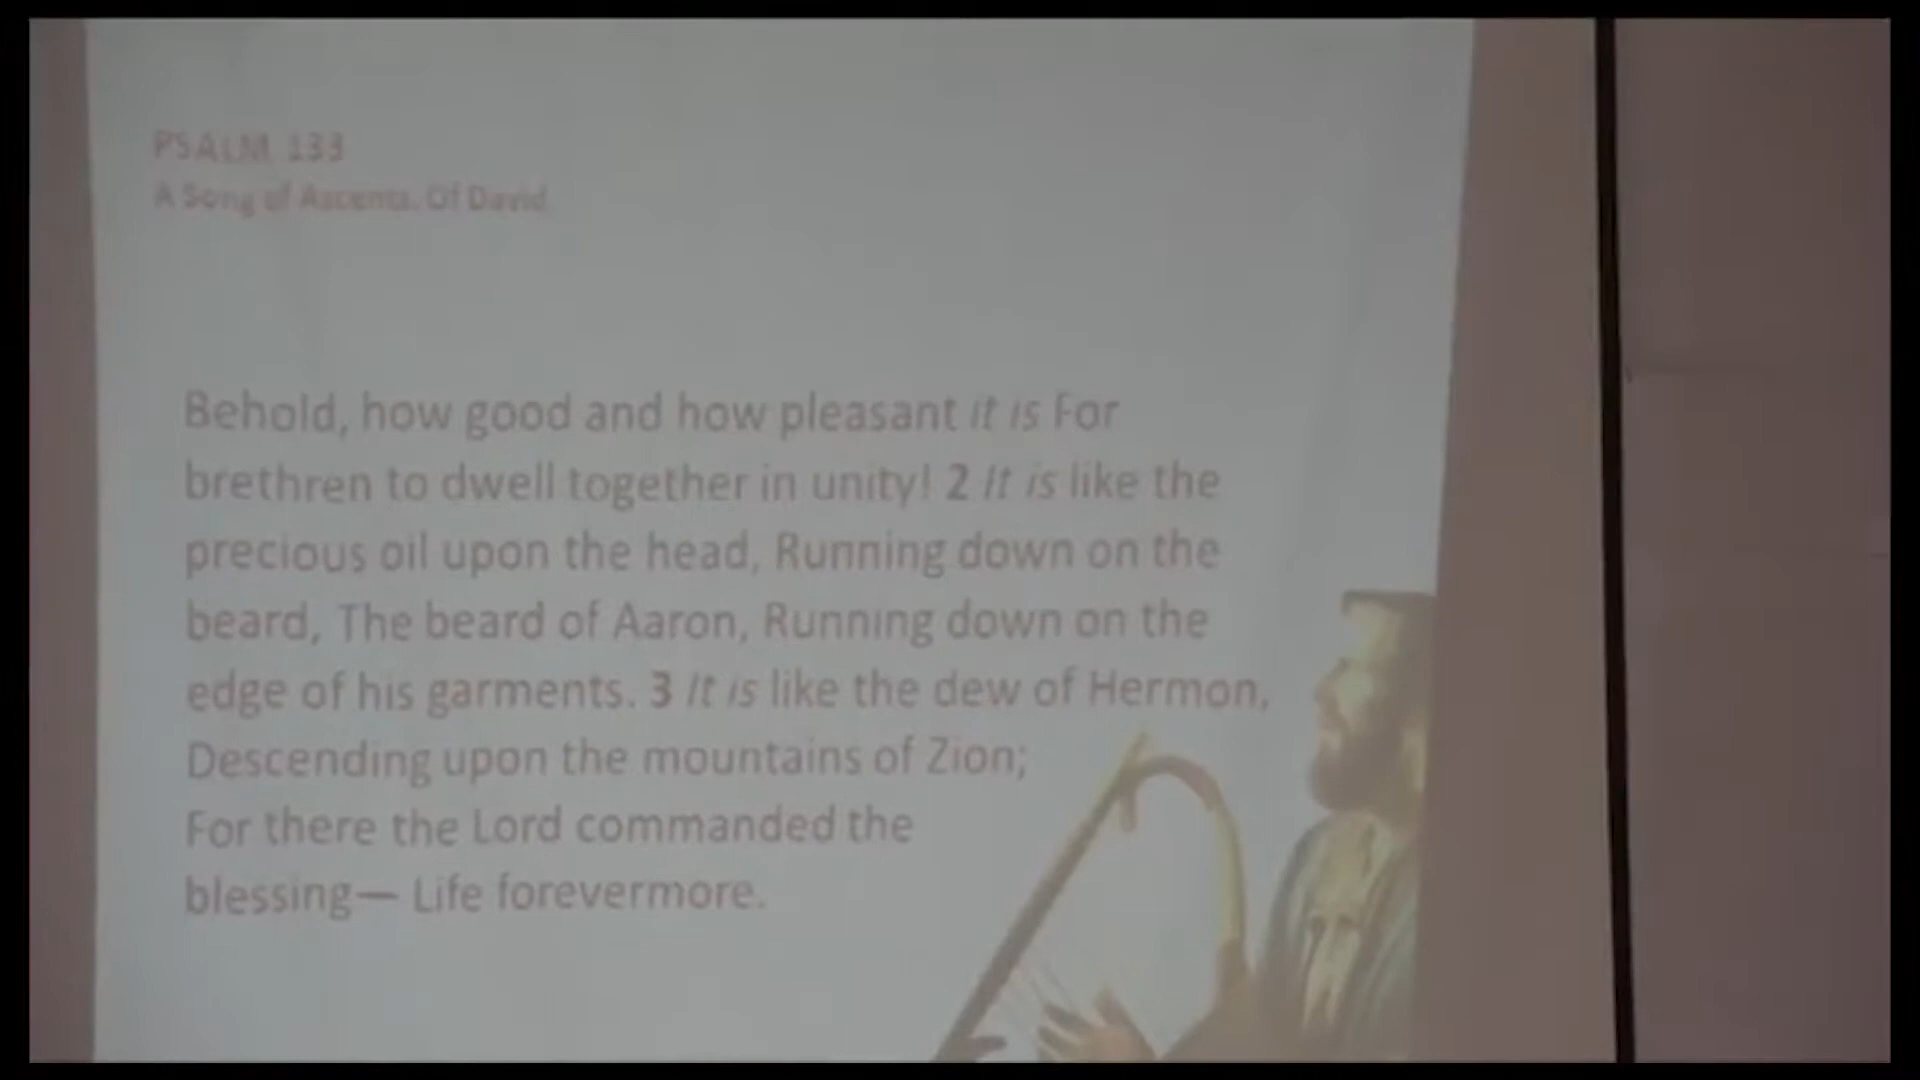 PSALM 133
A Song of Ascents. Of David.
Behold, how good and how pleasant it is For
brethren to dwell together in unity! 2 It is like the
precious oil upon the head, Running down on the
beard, The beard of Aaron, Running down on the
edge of his garments. 3 It is like the dew of Hermon,
Descending upon the mountains of Zion;
For there the Lord commanded the
blessing— Life forevermore.